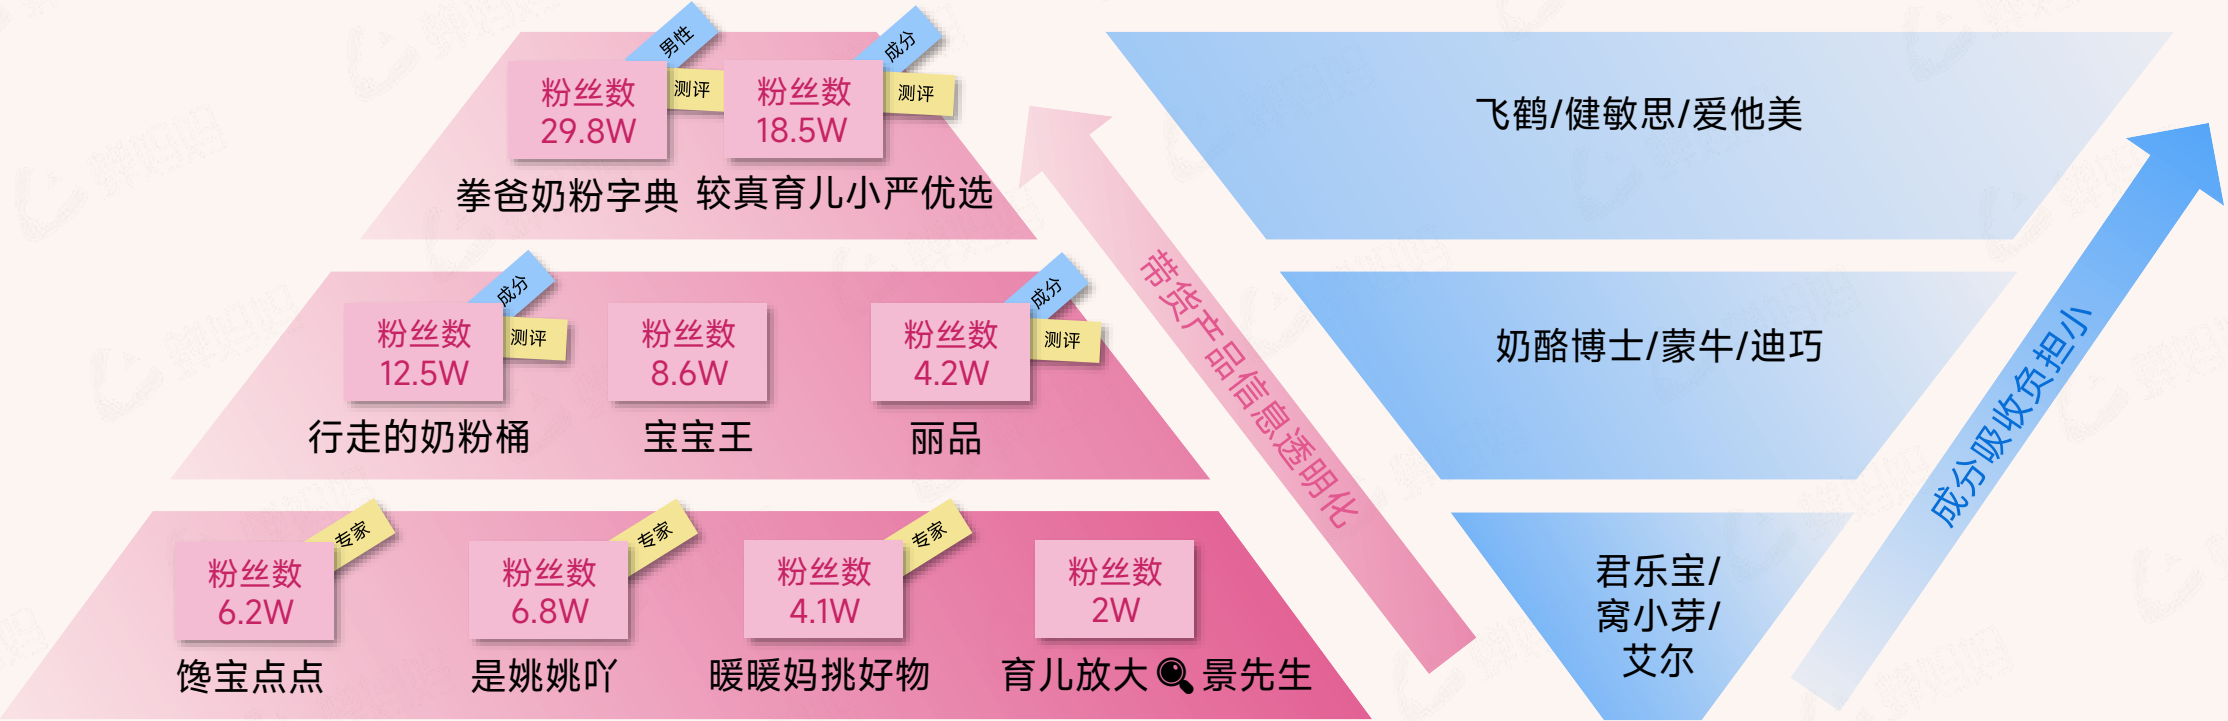 男性
测评
粉丝数
29.8W
拳爸奶粉字典
成分
测评
粉丝数
18.5W
较真育儿小严优选
成分
测评
粉丝数
12.5W
行走的奶粉桶
粉丝数
8.6W
宝宝王
成分
测评
粉丝数
4.2W
丽品
专家
粉丝数
6.2W
馋宝点点
专家
粉丝数
6.8W
是姚姚吖
专家
粉丝数
4.1W
暖暖妈挑好物
粉丝数
2W
育儿放大🔍景先生
带货产品信息透明化
飞鹤/健敏思/爱他美
奶酪博士/蒙牛/迪巧
君乐宝/
窝小芽/
艾尔
成分吸收负担小